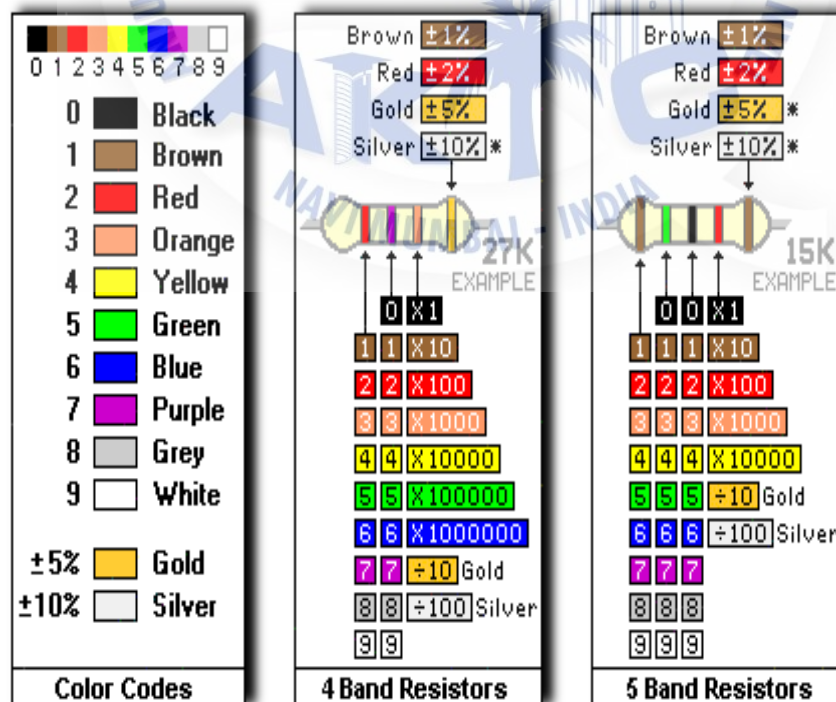 0 1 2 3 4 5 6 7 8 9
0 Black
1 Brown
2 Red
3 Orange
4 Yellow
5 Green
6 Blue
7 Purple
8 Grey
9 White
±5% Gold
±10% Silver
Color Codes
Brown ±1%
Red ±2%
Gold ±5%
Silver ±10% *
27K
EXAMPLE
0 X1
1 1 X10
2 2 X100
3 3 X1000
4 4 X10000
5 5 X100000
6 6 X1000000
7 7 ÷10 Gold
8 8 ÷100 Silver
9 9
4 Band Resistors
Brown ±1%
Red ±2%
Gold ±5% *
Silver ±10% *
15K
EXAMPLE
0 0 X1
1 1 1 X10
2 2 2 X100
3 3 3 X1000
4 4 4 X10000
5 5 5 ÷10 Gold
6 6 6 ÷100 Silver
7 7 7
8 8 8
9 9 9
5 Band Resistors
NAVI MUMBAI - INDIA